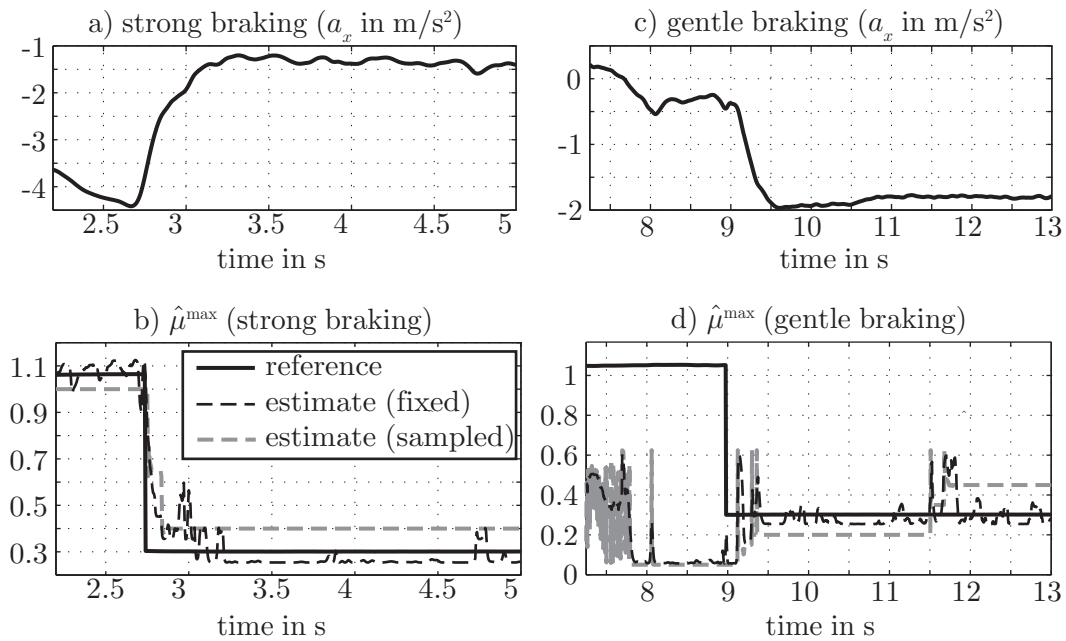 a) strong braking (aₓ in m/s²)
-1
-2
-3
-4
2.5 3 3.5 4 4.5 5
time in s
c) gentle braking (aₓ in m/s²)
0
-1
-2
8 9 10 11 12 13
time in s
b) μ̂ᵐᵃˣ (strong braking)
1.1
0.9
0.7
0.5
0.3
reference
estimate (fixed)
estimate (sampled)
2.5 3 3.5 4 4.5 5
time in s
d) μ̂ᵐᵃˣ (gentle braking)
1
0.8
0.6
0.4
0.2
0
8 9 10 11 12 13
time in s